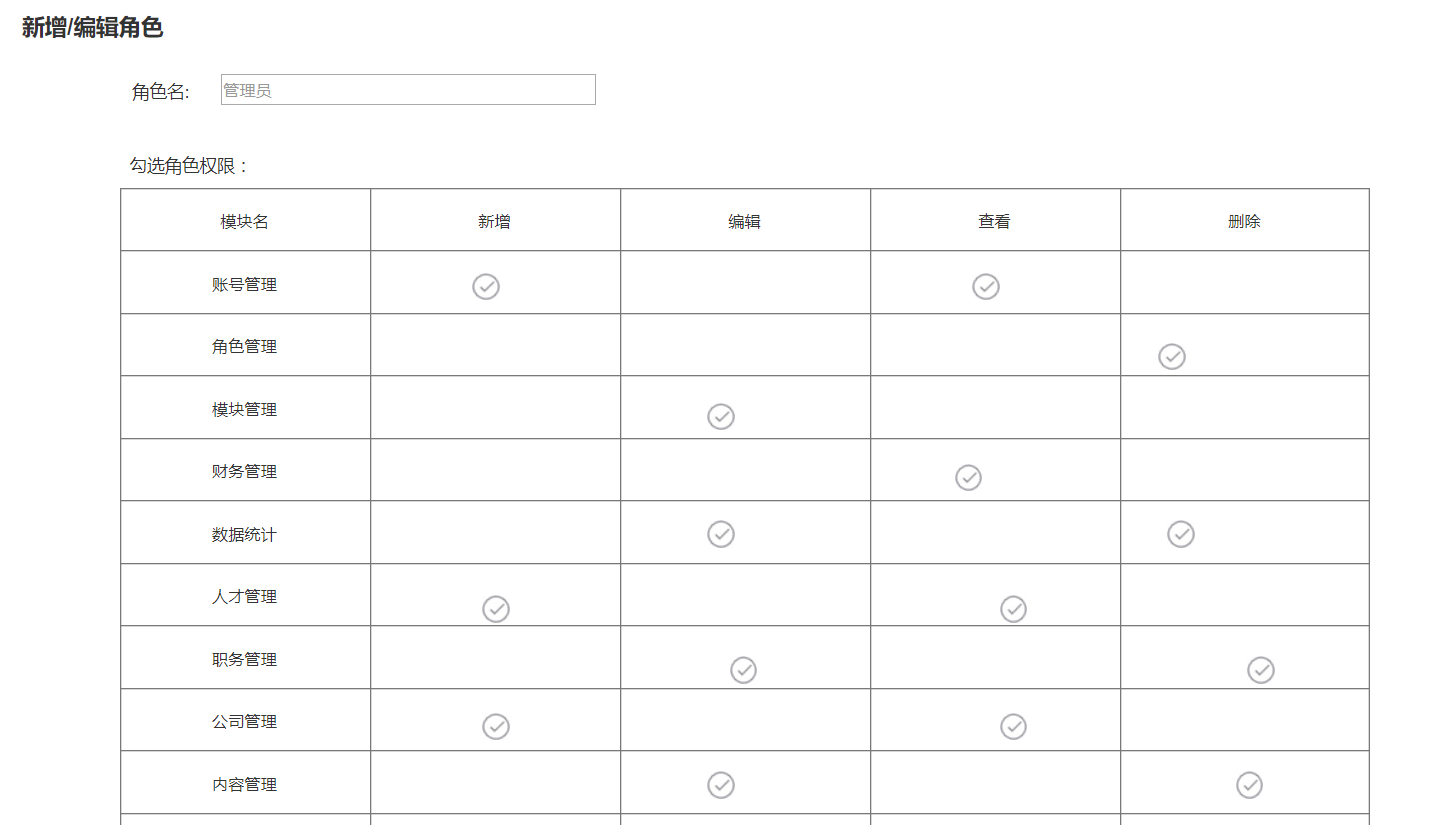 新增/编辑角色
角色名: 管理员
勾选角色权限：
模块名 新增 编辑 查看 删除
账号管理
角色管理
模块管理
财务管理
数据统计
人才管理
职务管理
公司管理
内容管理